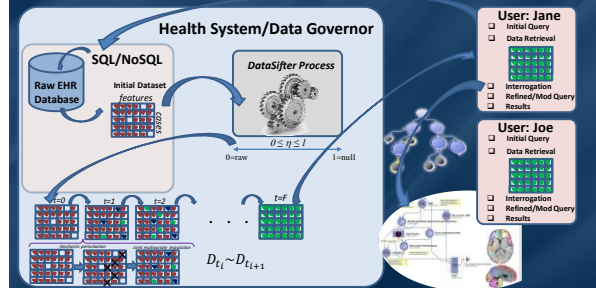 Health System/Data Governor
SQL/NoSQL
Raw EHR
Database
Initial Dataset
features
cases
DataSifter Process
0 ≤ η ≤ 1
0=raw
1=null
t=0
t=1
t=2
. . .
t=F
Stochastic perturbation
Joint multivariate imputation
D_{t_i}~D_{t_{i+1}}
User: Jane
❑ Initial Query
❑ Data Retrieval
❑ Interrogation
❑ Refined/Mod Query
❑ Results
User: Joe
❑ Initial Query
❑ Data Retrieval
❑ Interrogation
❑ Refined/Mod Query
❑ Results